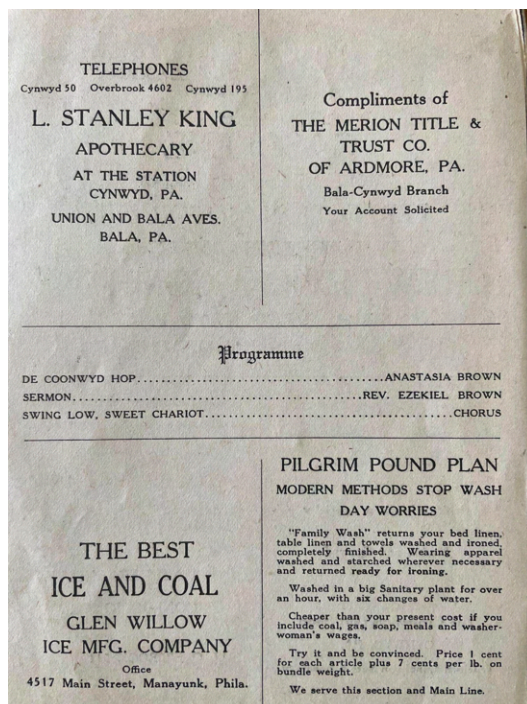 TELEPHONES
Cynwyd 50 Overbrook 4602 Cynwyd 195
L. STANLEY KING
APOTHECARY
AT THE STATION
CYNWYD, PA.
UNION AND BALA AVES.
BALA, PA.
Compliments of
THE MERION TITLE &
TRUST CO.
OF ARDMORE, PA.
Bala-Cynwyd Branch
Your Account Solicited
Programme
DE COONWYD HOP............................................ANASTASIA BROWN
SERMON....................................................REV. EZEKIEL BROWN
SWING LOW, SWEET CHARIOT............................................CHORUS
THE BEST
ICE AND COAL
GLEN WILLOW
ICE MFG. COMPANY
Office
4517 Main Street, Manayunk, Phila.
PILGRIM POUND PLAN
MODERN METHODS STOP WASH
DAY WORRIES
"Family Wash" returns your bed linen,
table linen and towels washed and ironed,
completely finished. Wearing apparel
washed and starched wherever necessary
and returned ready for ironing.
Washed in a big Sanitary plant for over
an hour, with six changes of water.
Cheaper than your present cost if you
include coal, gas, soap, meals and washer-
woman's wages.
Try it and be convinced. Price 1 cent
for each article plus 7 cents per lb. on
bundle weight.
We serve this section and Main Line.